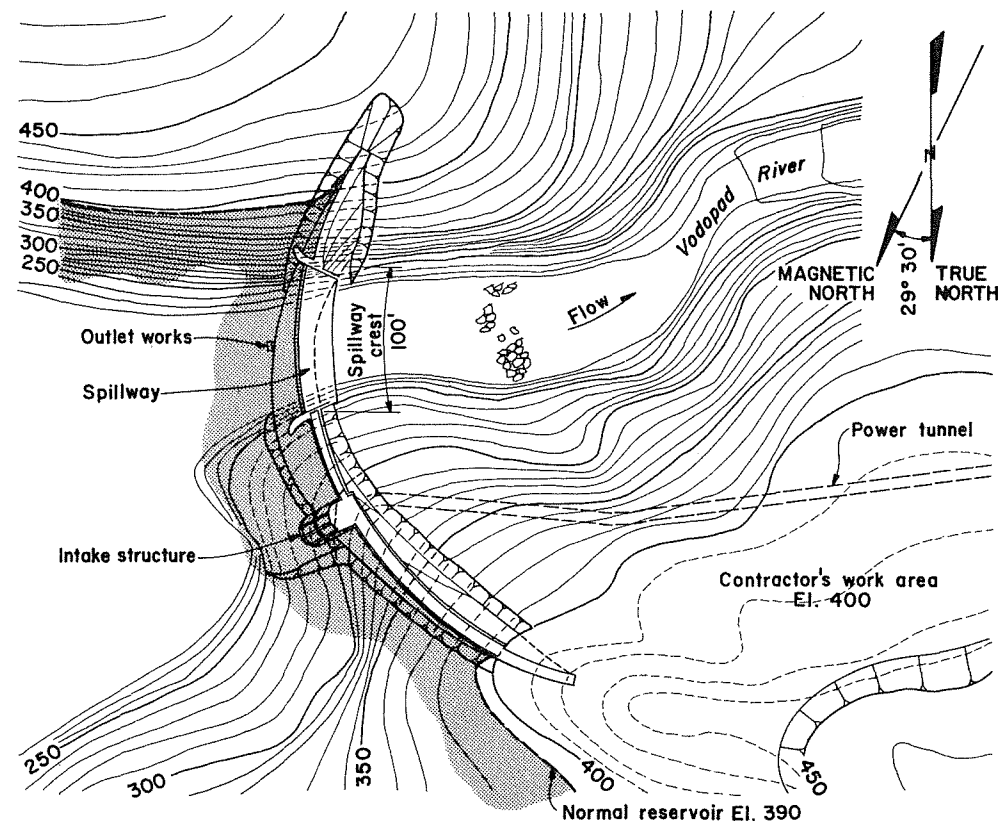 450
400
350
300
250
Outlet works
Spillway
Intake structure
Spillway
crest
100'
Flow
Vodopad
River
N
MAGNETIC
NORTH
29° 30'
TRUE
NORTH
Power tunnel
Contractor's work area
El. 400
250
300
350
400
450
Normal reservoir El. 390